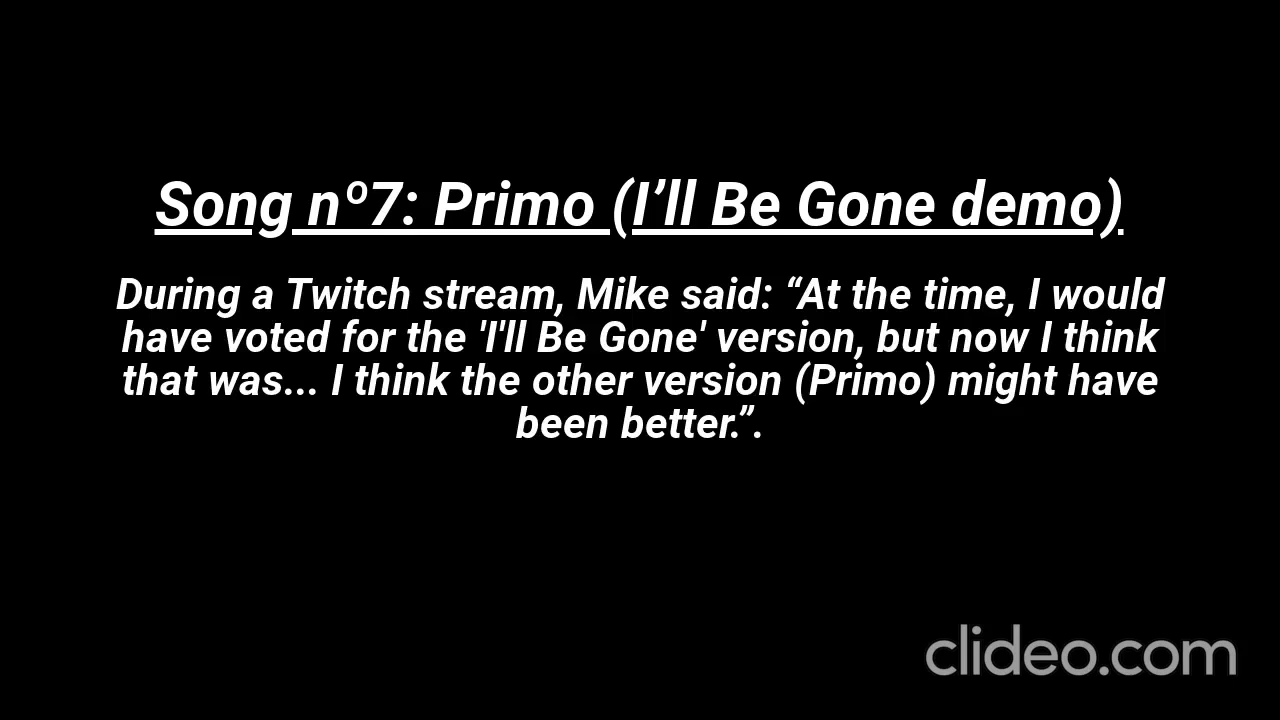 Song nº7: Primo (I’ll Be Gone demo)
During a Twitch stream, Mike said: “At the time, I would
have voted for the 'I'll Be Gone' version, but now I think
that was... I think the other version (Primo) might have
been better.”.
clideo.com